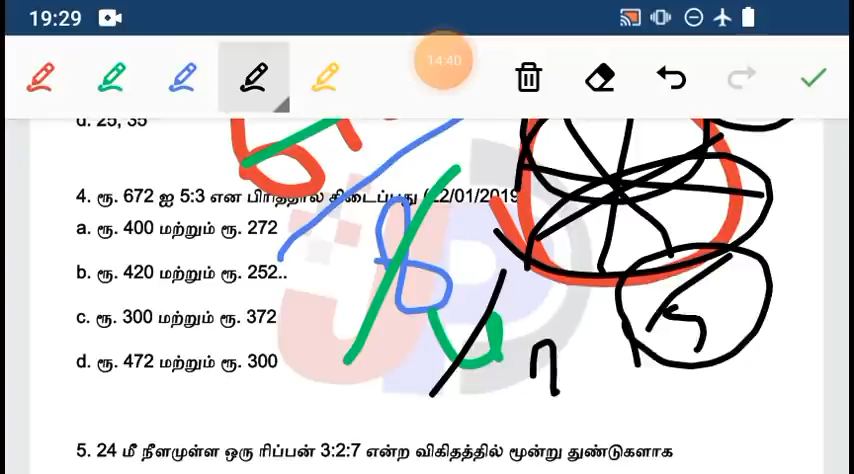 19:29
14:40
d. 25, 35
4. ரூ. 672 ஐ 5:3 என பிரித்தால் கிடைப்பது (22/01/2019
a. ரூ. 400 மற்றும் ரூ. 272
b. ரூ. 420 மற்றும் ரூ. 252..
c. ரூ. 300 மற்றும் ரூ. 372
d. ரூ. 472 மற்றும் ரூ. 300
5. 24 மீ நீளமுள்ள ஒரு ரிப்பன் 3:2:7 என்ற விகிதத்தில் மூன்று துண்டுகளாக